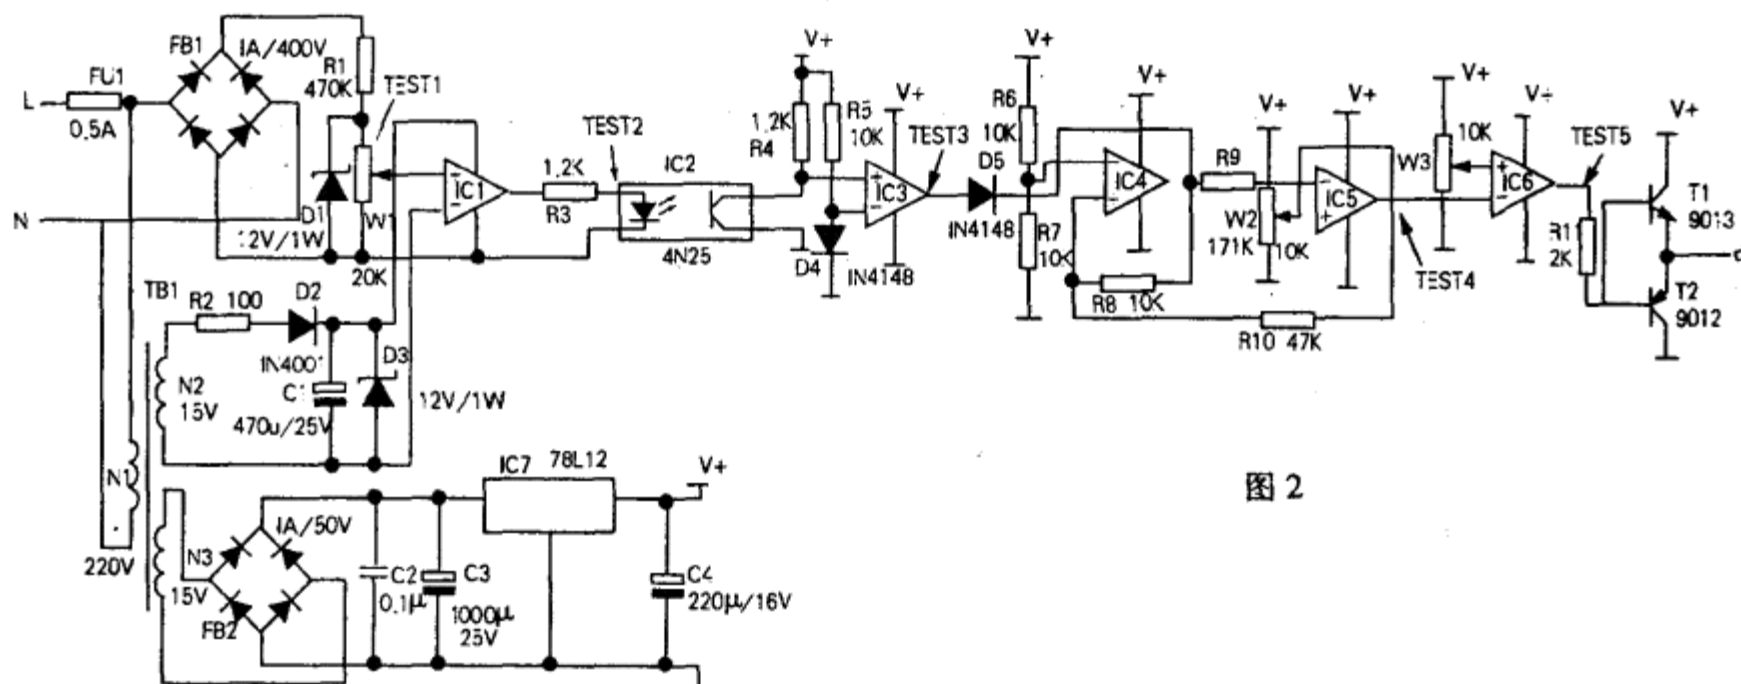 FU1
L
0.5A
N
FB1
IA/400V
R1
470K
TEST1
D1
12V/1W
W1
20K
IC1
1.2K
R3
TEST2
IC2
4N25
V+
1.2K
R4
R5
10K
D4
IN4148
V+
IC3
TEST3
D5
IN4148
V+
R6
10K
R7
10K
V+
IC4
R8
10K
R9
V+
W2
171K
10K
V+
IC5
R10 47K
TEST4
V+
10K
W3
V+
IC6
TEST5
R11
2K
V+
T1
9013
T2
9012
TB1
R2 100
D2
IN4001
N2
15V
C1
470u/25V
D3
12V/1W
N1
220V
N3
15V
IA/50V
FB2
C2
0.1μ
C3
1000μ
25V
IC7
78L12
V+
C4
220μ/16V
图 2